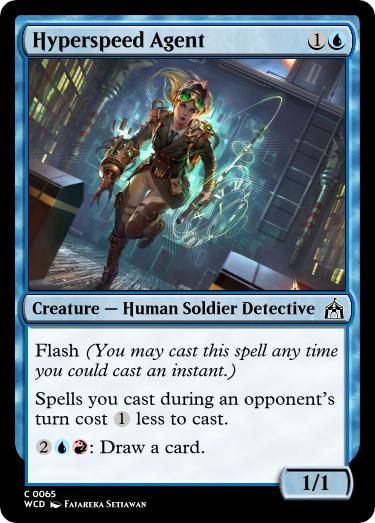 Hyperspeed Agent 1
Creature — Human Soldier Detective
Flash (You may cast this spell any time
you could cast an instant.)
Spells you cast during an opponent's
turn cost 1 less to cast.
2: Draw a card.
1/1
C 0065
WCD Fajareka Setiawan